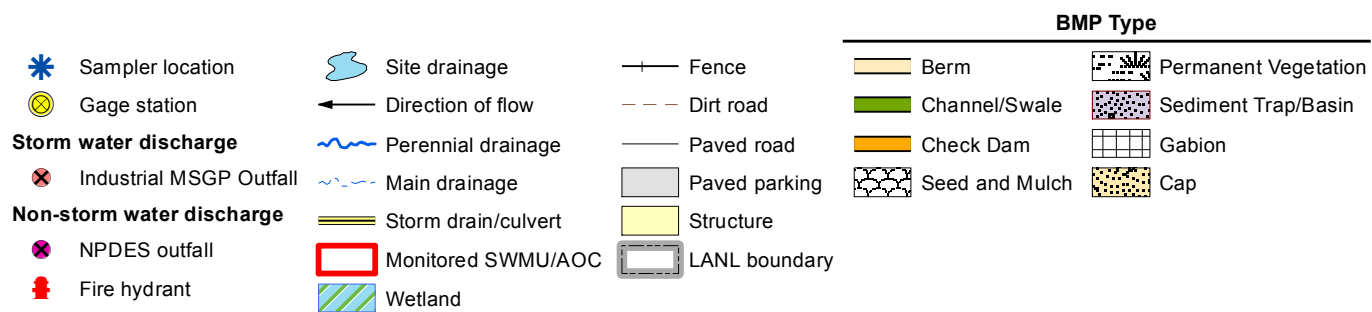 Sampler location
Gage station
Storm water discharge
Industrial MSGP Outfall
Non-storm water discharge
NPDES outfall
Fire hydrant
Site drainage
Direction of flow
Perennial drainage
Main drainage
Storm drain/culvert
Monitored SWMU/AOC
Wetland
Fence
Dirt road
Paved road
Paved parking
Structure
LANL boundary
BMP Type
Berm
Channel/Swale
Check Dam
Seed and Mulch
Permanent Vegetation
Sediment Trap/Basin
Gabion
Cap